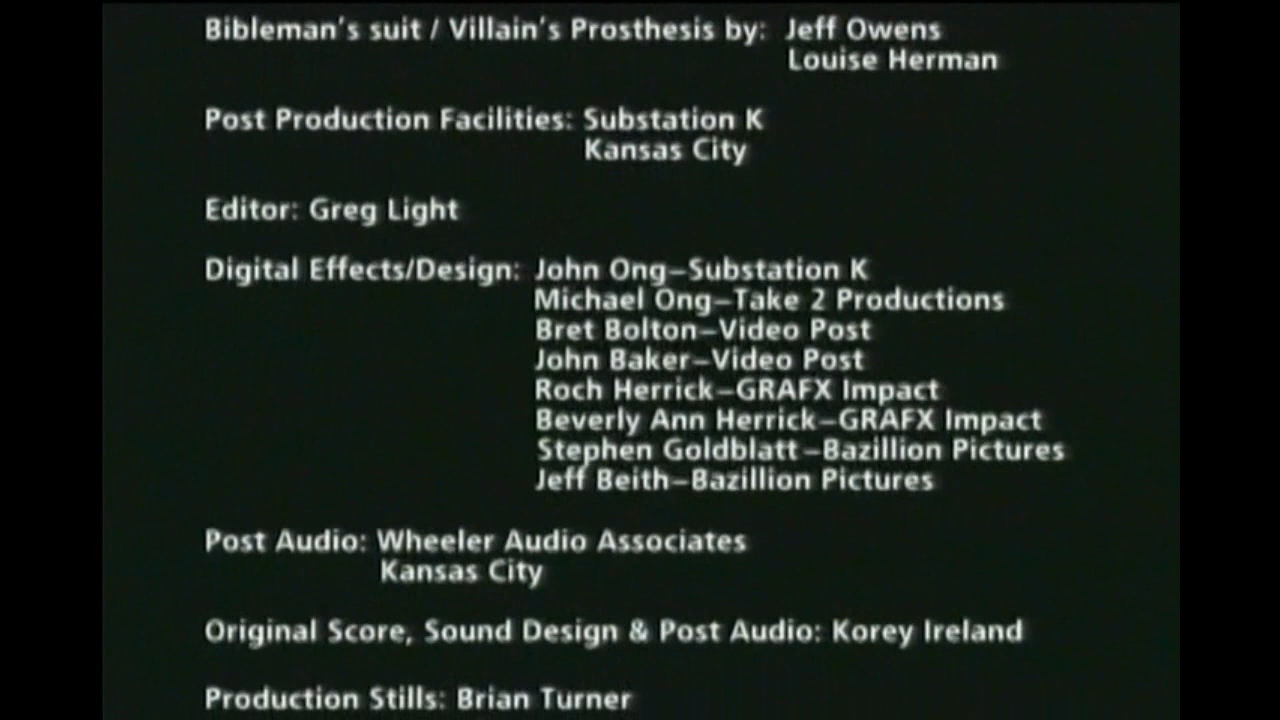 Bibleman's suit / Villain's Prosthesis by: Jeff Owens
Louise Herman
Post Production Facilities: Substation K
Kansas City
Editor: Greg Light
Digital Effects/Design: John Ong–Substation K
Michael Ong–Take 2 Productions
Bret Bolton–Video Post
John Baker–Video Post
Roch Herrick–GRAFX Impact
Beverly Ann Herrick–GRAFX Impact
Stephen Goldblatt–Bazillion Pictures
Jeff Beith–Bazillion Pictures
Post Audio: Wheeler Audio Associates
Kansas City
Original Score, Sound Design & Post Audio: Korey Ireland
Production Stills: Brian Turner